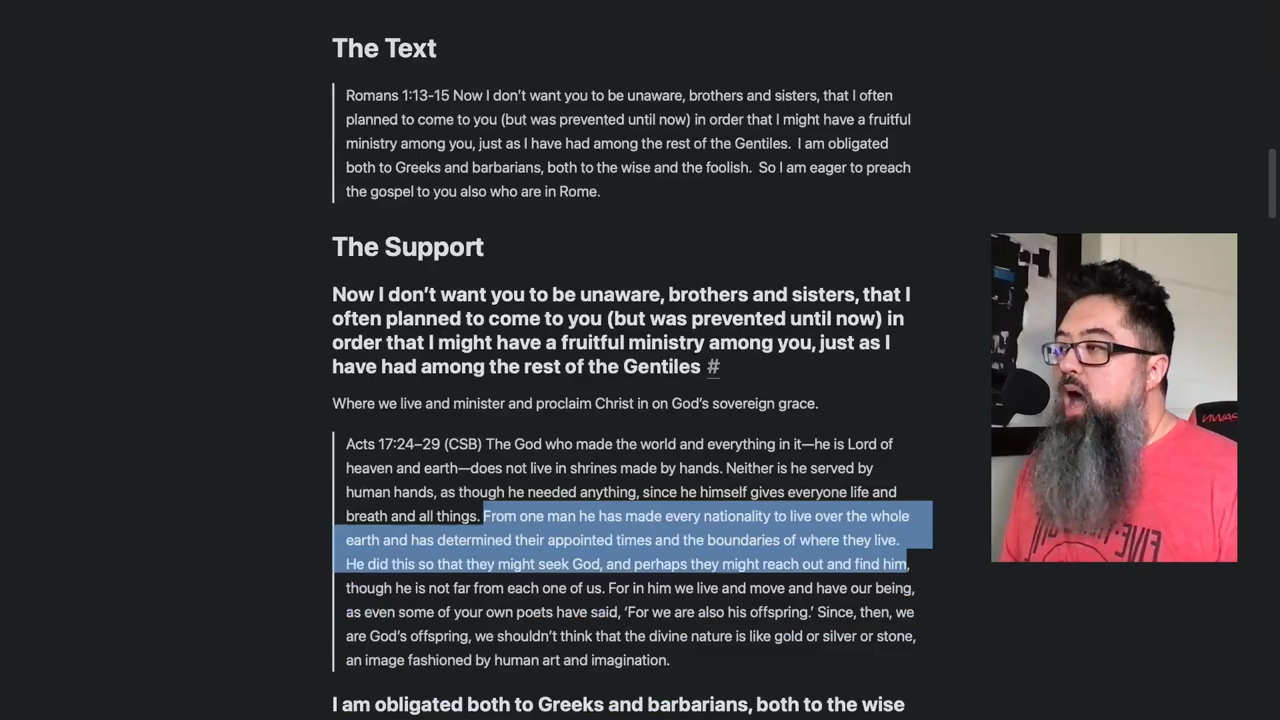 The Text
Romans 1:13-15 Now I don't want you to be unaware, brothers and sisters, that I often
planned to come to you (but was prevented until now) in order that I might have a fruitful
ministry among you, just as I have had among the rest of the Gentiles.  I am obligated
both to Greeks and barbarians, both to the wise and the foolish.  So I am eager to preach
the gospel to you also who are in Rome.
The Support
Now I don't want you to be unaware, brothers and sisters, that I
often planned to come to you (but was prevented until now) in
order that I might have a fruitful ministry among you, just as I
have had among the rest of the Gentiles #
Where we live and minister and proclaim Christ in on God's sovereign grace.
Acts 17:24–29 (CSB) The God who made the world and everything in it—he is Lord of
heaven and earth—does not live in shrines made by hands. Neither is he served by
human hands, as though he needed anything, since he himself gives everyone life and
breath and all things. From one man he has made every nationality to live over the whole
earth and has determined their appointed times and the boundaries of where they live.
He did this so that they might seek God, and perhaps they might reach out and find him,
though he is not far from each one of us. For in him we live and move and have our being,
as even some of your own poets have said, 'For we are also his offspring.' Since, then, we
are God's offspring, we shouldn't think that the divine nature is like gold or silver or stone,
an image fashioned by human art and imagination.
I am obligated both to Greeks and barbarians, both to the wise